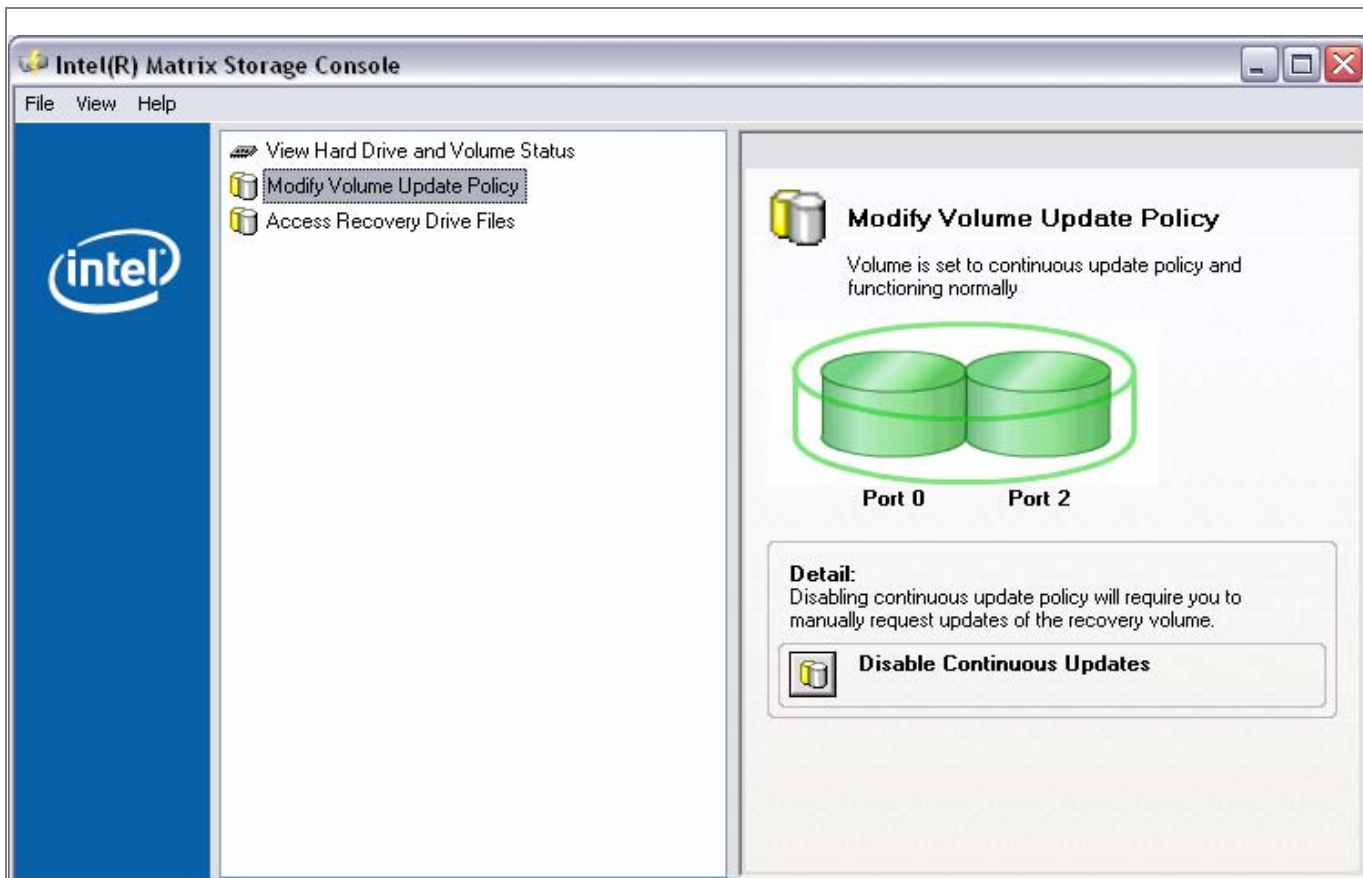 Intel(R) Matrix Storage Console
File View Help
intel
View Hard Drive and Volume Status
Modify Volume Update Policy
Access Recovery Drive Files
Modify Volume Update Policy
Volume is set to continuous update policy and
functioning normally
Port 0 Port 2
Detail:
Disabling continuous update policy will require you to
manually request updates of the recovery volume.
Disable Continuous Updates